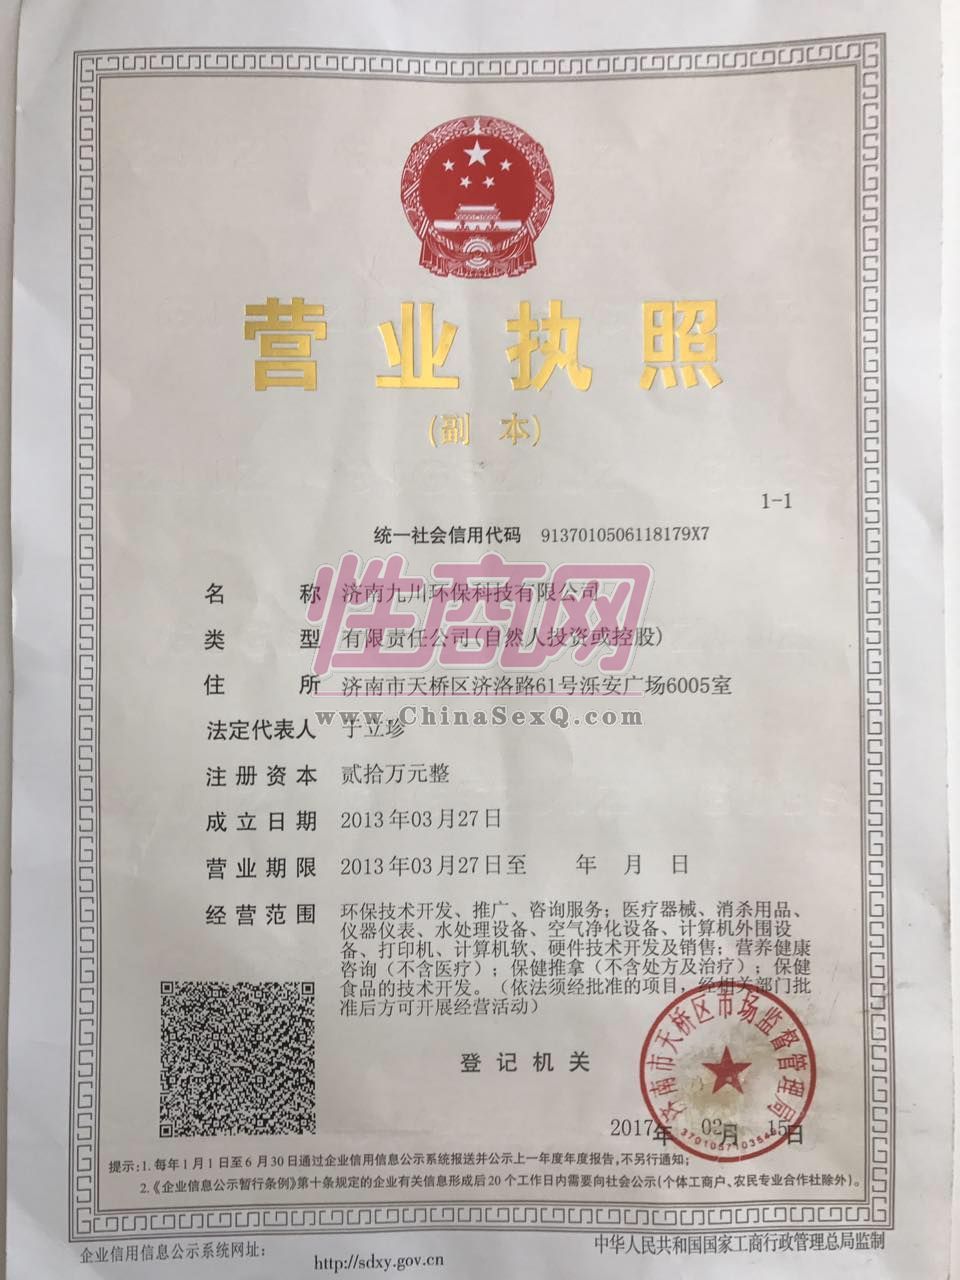 营业执照
(副 本)
1-1
统一社会信用代码 9137010506118179X7
名 称 济南九川环保科技有限公司
类 型 有限责任公司(自然人投资或控股)
性商网
住 所 济南市天桥区济洛路61号泺安广场6005室
www.ChinaSexQ.com
法定代表人 于立珍
注册资本 贰拾万元整
成立日期 2013年03月27日
营业期限 2013年03月27日至 年 月 日
经营范围 环保技术开发、推广、咨询服务；医疗器械、消杀用品、
仪器仪表、水处理设备、空气净化设备、计算机外围设
备、打印机、计算机软、硬件技术开发及销售；营养健康
咨询（不含医疗）；保健推拿（不含处方及治疗）；保健
食品的技术开发。（依法须经批准的项目，经相关部门批
准后方可开展经营活动）
登记机关
济南市天桥区市场监督管理局
2017年 02月 15日
提示：1. 每年1月1日至6月30日通过企业信用信息公示系统报送并公示上一年度年度报告，不另行通知；
2.《企业信息公示暂行条例》第十条规定的企业有关信息形成后20个工作日内需要向社会公示（个体工商户、农民专业合作社除外）。
企业信用信息公示系统网址： http://sdxy.gov.cn
中华人民共和国国家工商行政管理总局监制